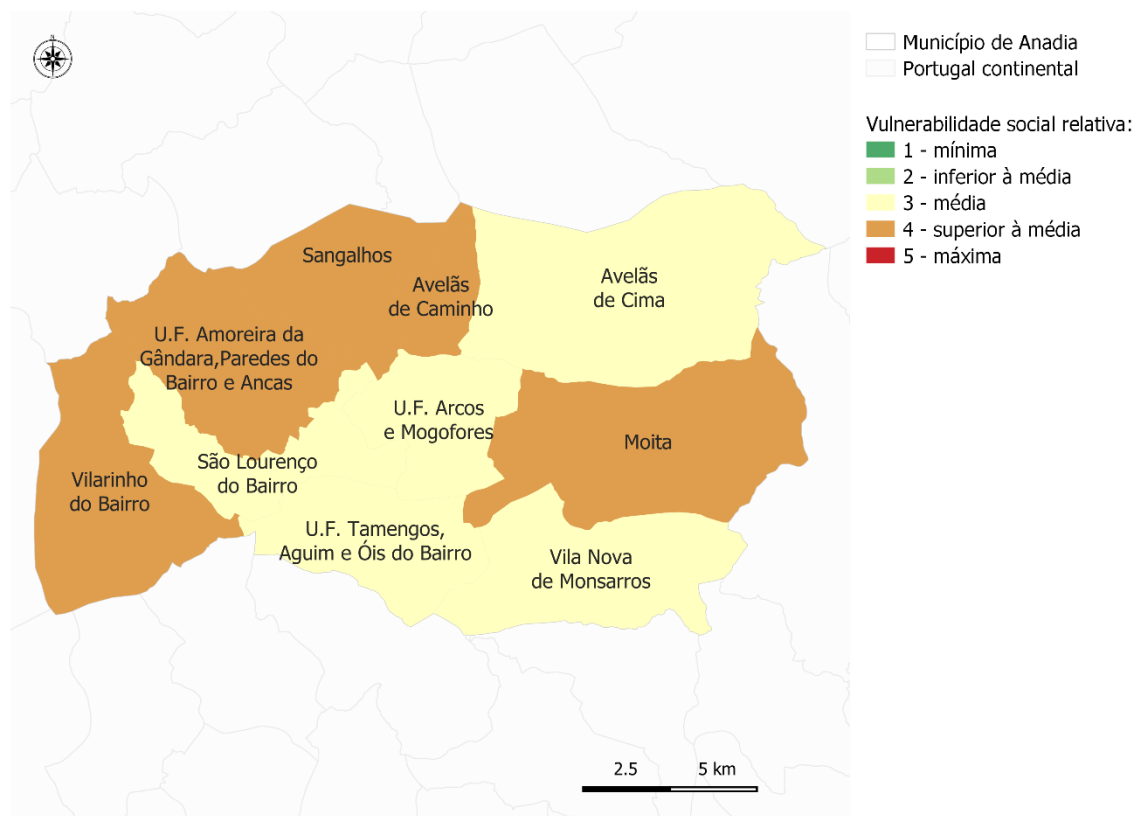 Município de Anadia
Portugal continental
Vulnerabilidade social relativa:
1 - mínima
2 - inferior à média
3 - média
4 - superior à média
5 - máxima
Sangalhos
Avelãs
de Caminho
Avelãs
de Cima
U.F. Amoreira da
Gândara,Paredes do
Bairro e Ancas
U.F. Arcos
e Mogofores
Moita
São Lourenço
do Bairro
Vilarinho
do Bairro
U.F. Tamengos,
Aguim e Óis do Bairro
Vila Nova
de Monsarros
2.5 5 km